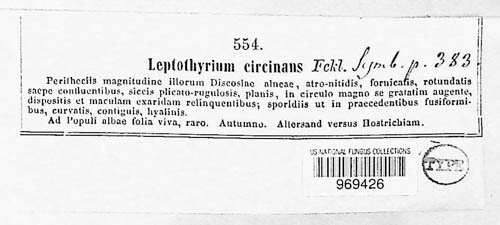 554.
Leptothyrium circinans Fckl. Symb. p. 383.
Peritheciis magnitudine illorum Discosiae alneae, atro-nitidis, fornicatis, rotundatis
saepe confluentibus, siccis plicato-rugulosis, planis, in circulo magno se gratatim augente,
dispositis et maculam exaridam relinquentibus; sporidiis ut in praecedentibus fusiformi-
bus, curvatis, contiguis, hyalinis.
Ad Populi albae folia viva, raro. Autumno. Altersand versus Hostrichiam.
US NATIONAL FUNGUS COLLECTIONS
969426
TYPE